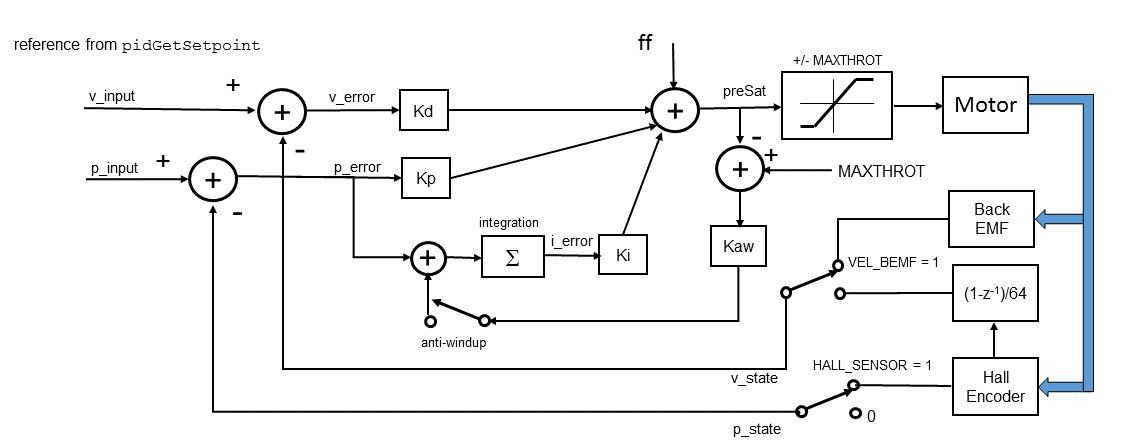 ff
reference from pidGetSetpoint
+/- MAXTHROT
+
v_input
+
v_error
Kd
+
preSat
Motor
-
-
+
+
p_input
+
+
p_error
Kp
MAXTHROT
-
Back
EMF
integration
i_error
Kaw
+
Σ
Ki
VEL_BEMF = 1
(1-z⁻¹)/64
anti-windup
HALL_SENSOR = 1
v_state
Hall
Encoder
0
p_state